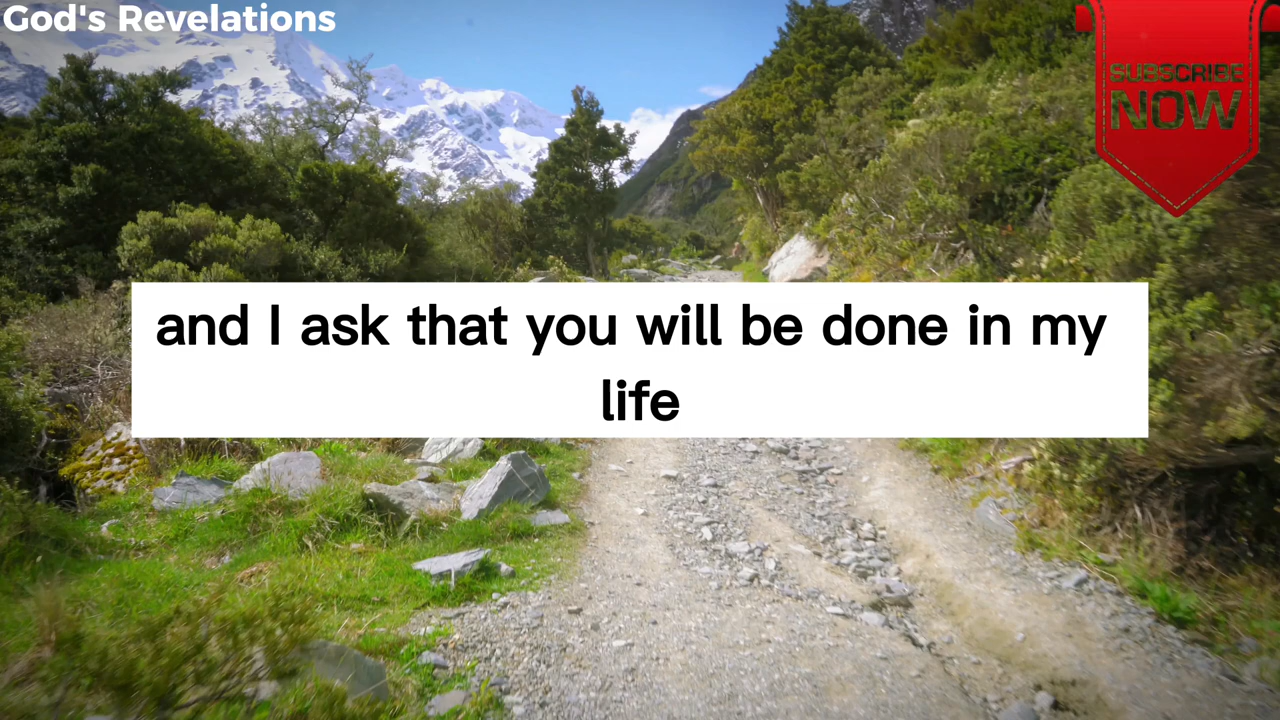 God's Revelations
SUBSCRIBE
NOW
and I ask that you will be done in my
life